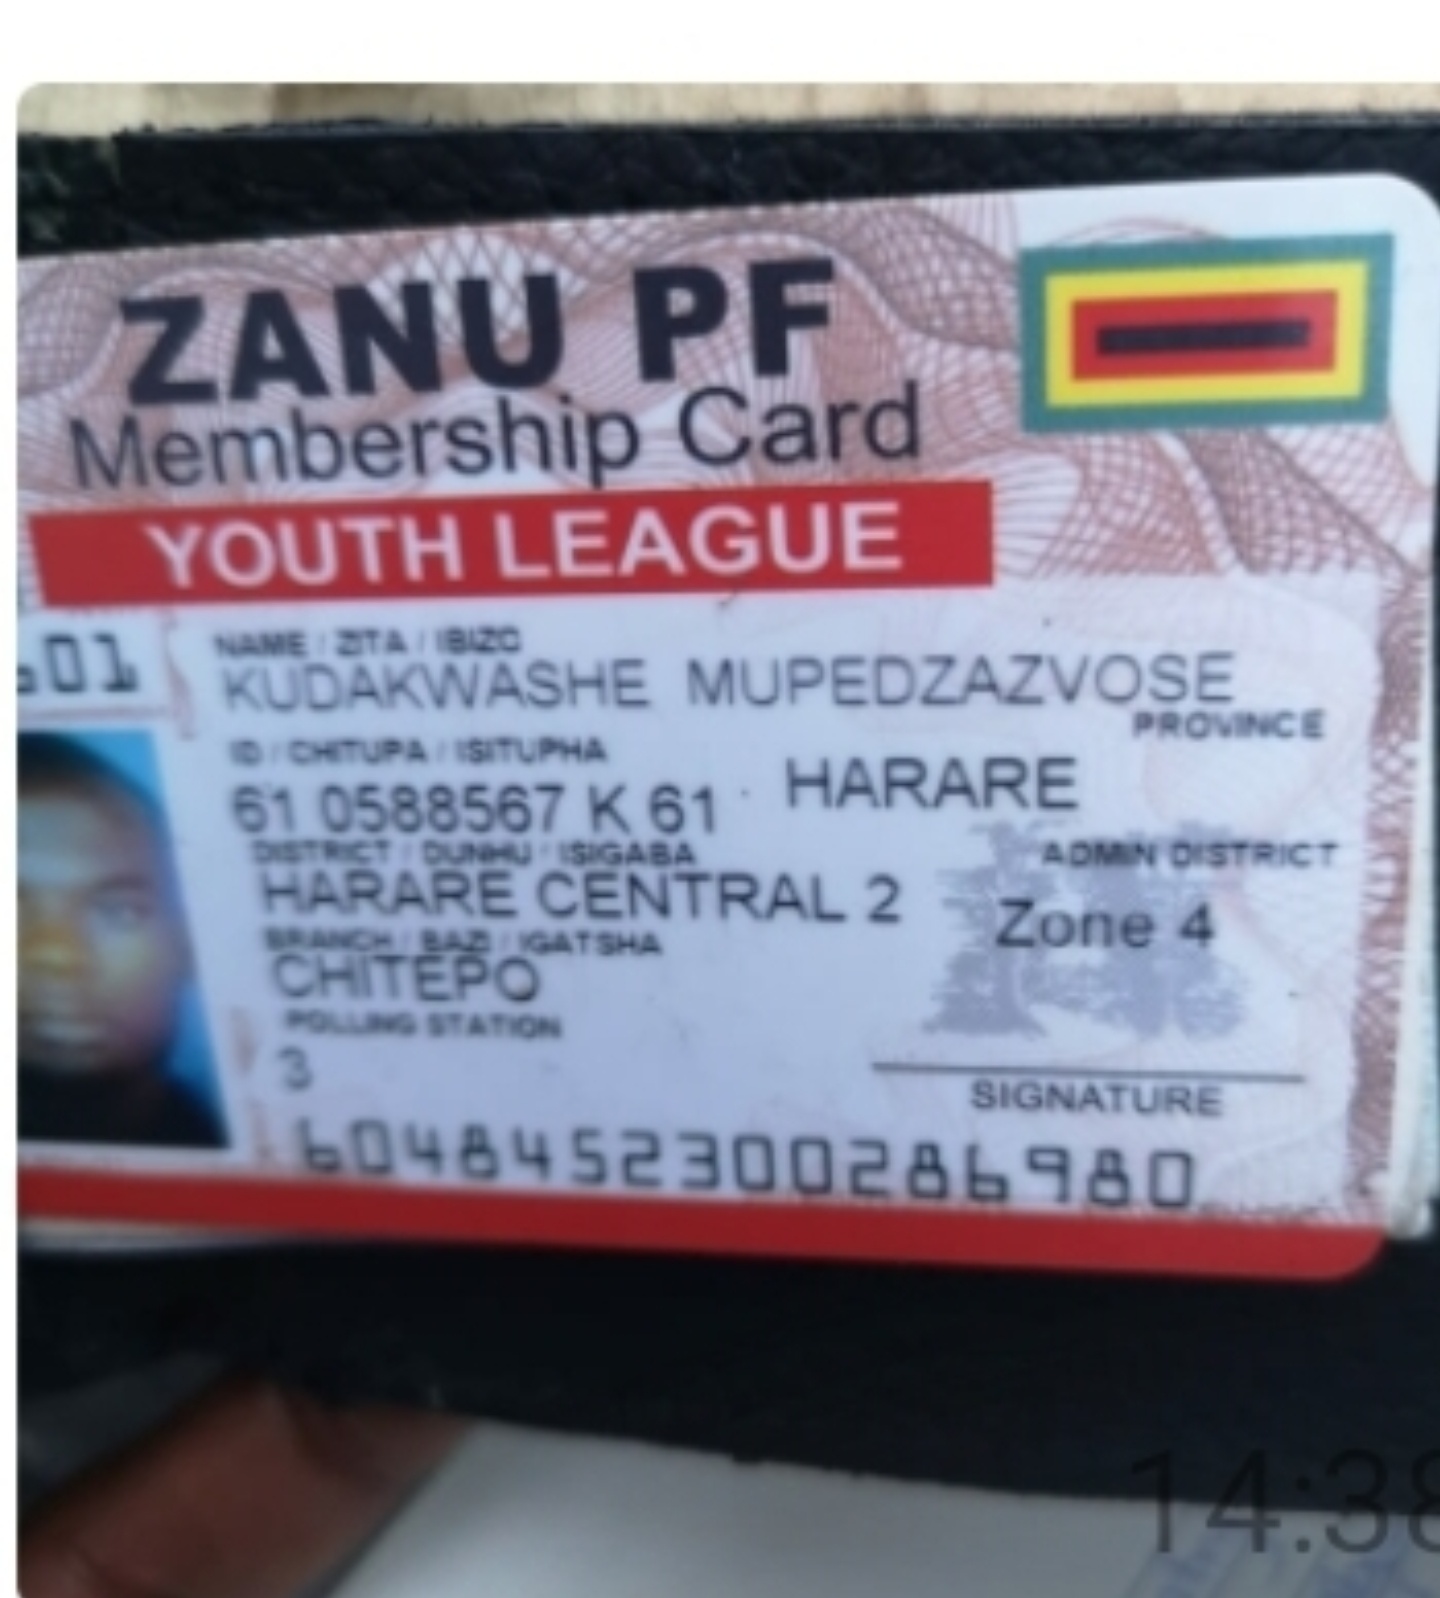 ZANU PF
Membership Card
YOUTH LEAGUE
601
NAME / ZITA / IBIZO
KUDAKWASHE MUPEDZAZVOSE
PROVINCE
ID / CHITUPA / ISITUPHA
HARARE
61 0588567 K 61
DISTRICT / DUNHU / ISIGABA
ADMIN DISTRICT
HARARE CENTRAL 2
Zone 4
BRANCH / BAZI / IGATSHA
CHITEPO
POLLING STATION
3
SIGNATURE
6048452300286980
14:38